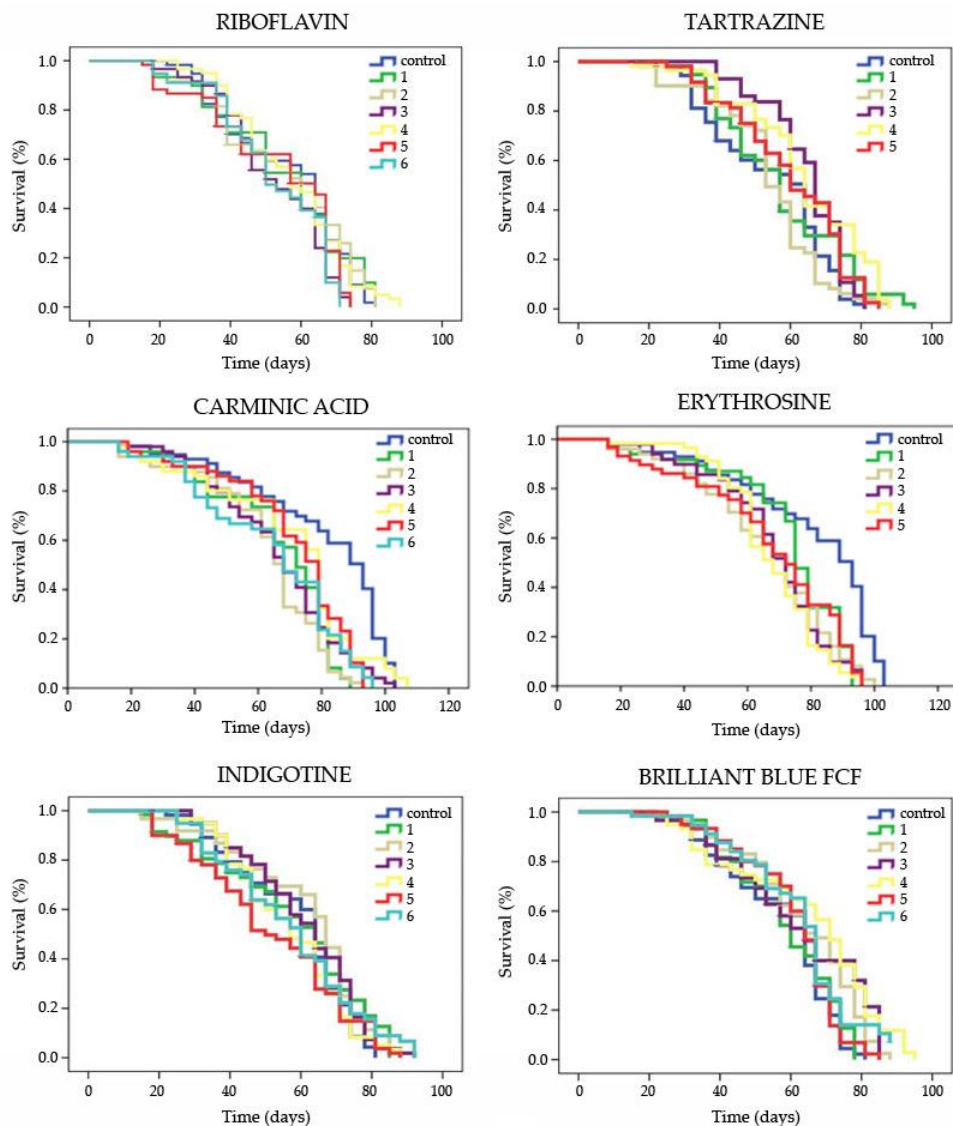 RIBOFLAVIN
Survival (%)
1.0
0.8
0.6
0.4
0.2
0.0
control
1
2
3
4
5
6
0 20 40 60 80 100
Time (days)
TARTRAZINE
Survival (%)
1.0
0.8
0.6
0.4
0.2
0.0
control
1
2
3
4
5
0 20 40 60 80 100
Time (days)
CARMINIC ACID
Survival (%)
1.0
0.8
0.6
0.4
0.2
0.0
control
1
2
3
4
5
6
0 20 40 60 80 100 120
Time (days)
ERYTHROSINE
Survival (%)
1.0
0.8
0.6
0.4
0.2
0.0
control
1
2
3
4
5
0 20 40 60 80 100 120
Time (days)
INDIGOTINE
Survival (%)
1.0
0.8
0.6
0.4
0.2
0.0
control
1
2
3
4
5
6
0 20 40 60 80 100
Time (days)
BRILLIANT BLUE FCF
Survival (%)
1.0
0.8
0.6
0.4
0.2
0.0
control
1
2
3
4
5
6
0 20 40 60 80 100
Time (days)